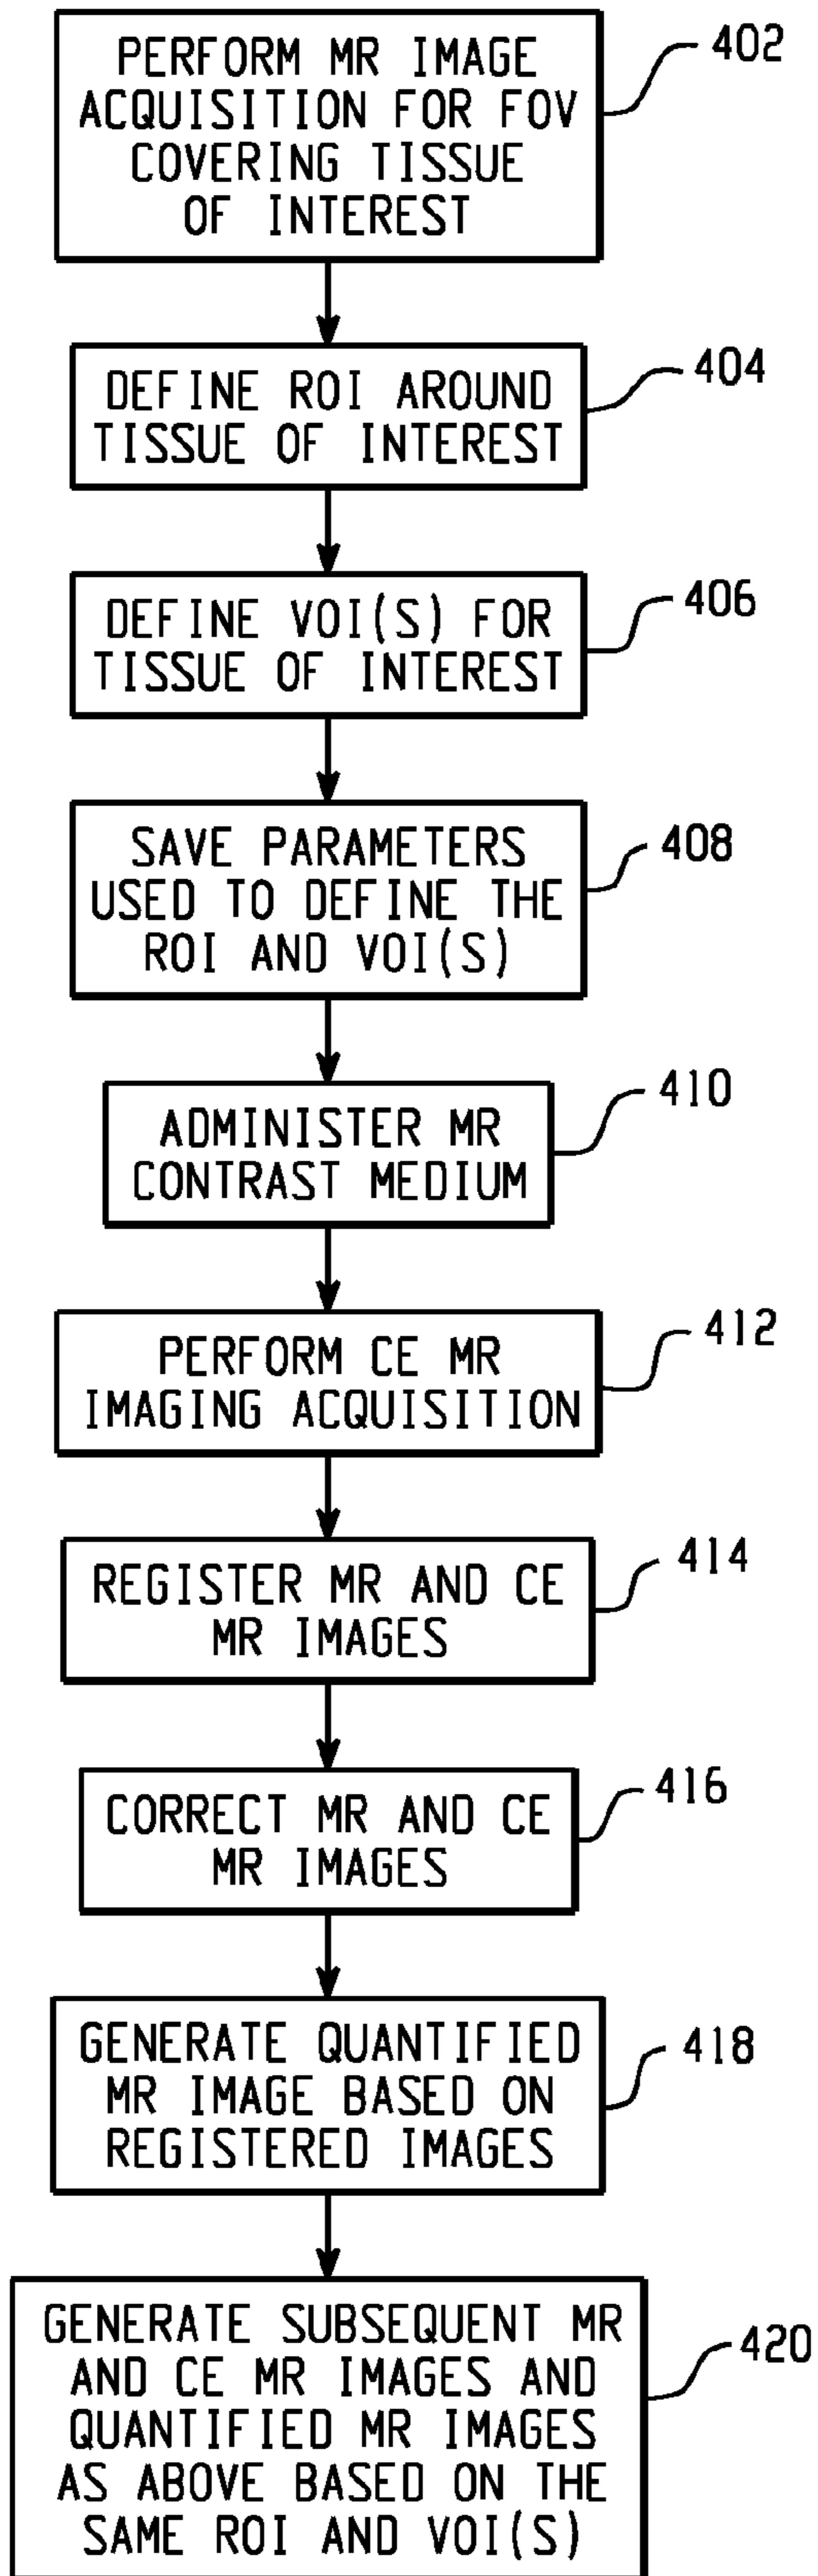 PERFORM MR IMAGE
ACQUISITION FOR FOV
COVERING TISSUE
OF INTEREST
402
DEFINE ROI AROUND
TISSUE OF INTEREST
404
DEFINE VOI(S) FOR
TISSUE OF INTEREST
406
SAVE PARAMETERS
USED TO DEFINE THE
ROI AND VOI(S)
408
ADMINISTER MR
CONTRAST MEDIUM
410
PERFORM CE MR
IMAGING ACQUISITION
412
REGISTER MR AND CE
MR IMAGES
414
CORRECT MR AND CE
MR IMAGES
416
GENERATE QUANTIFIED
MR IMAGE BASED ON
REGISTERED IMAGES
418
GENERATE SUBSEQUENT MR
AND CE MR IMAGES AND
QUANTIFIED MR IMAGES
AS ABOVE BASED ON THE
SAME ROI AND VOI(S)
420